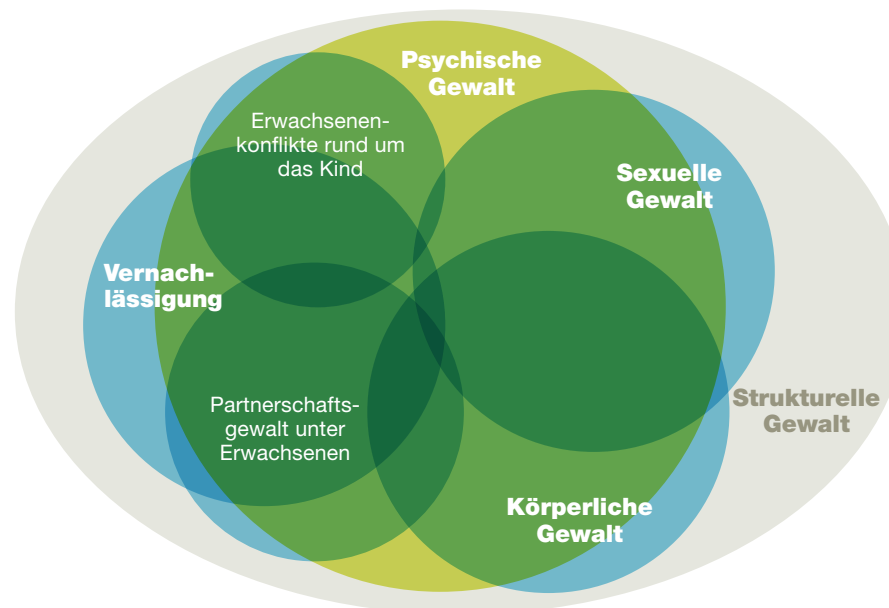 Psychische
Gewalt
Erwachsenen-
konflikte rund um
das Kind
Sexuelle
Gewalt
Vernach-
lässigung
Strukturelle
Gewalt
Partnerschafts-
gewalt unter
Erwachsenen
Körperliche
Gewalt